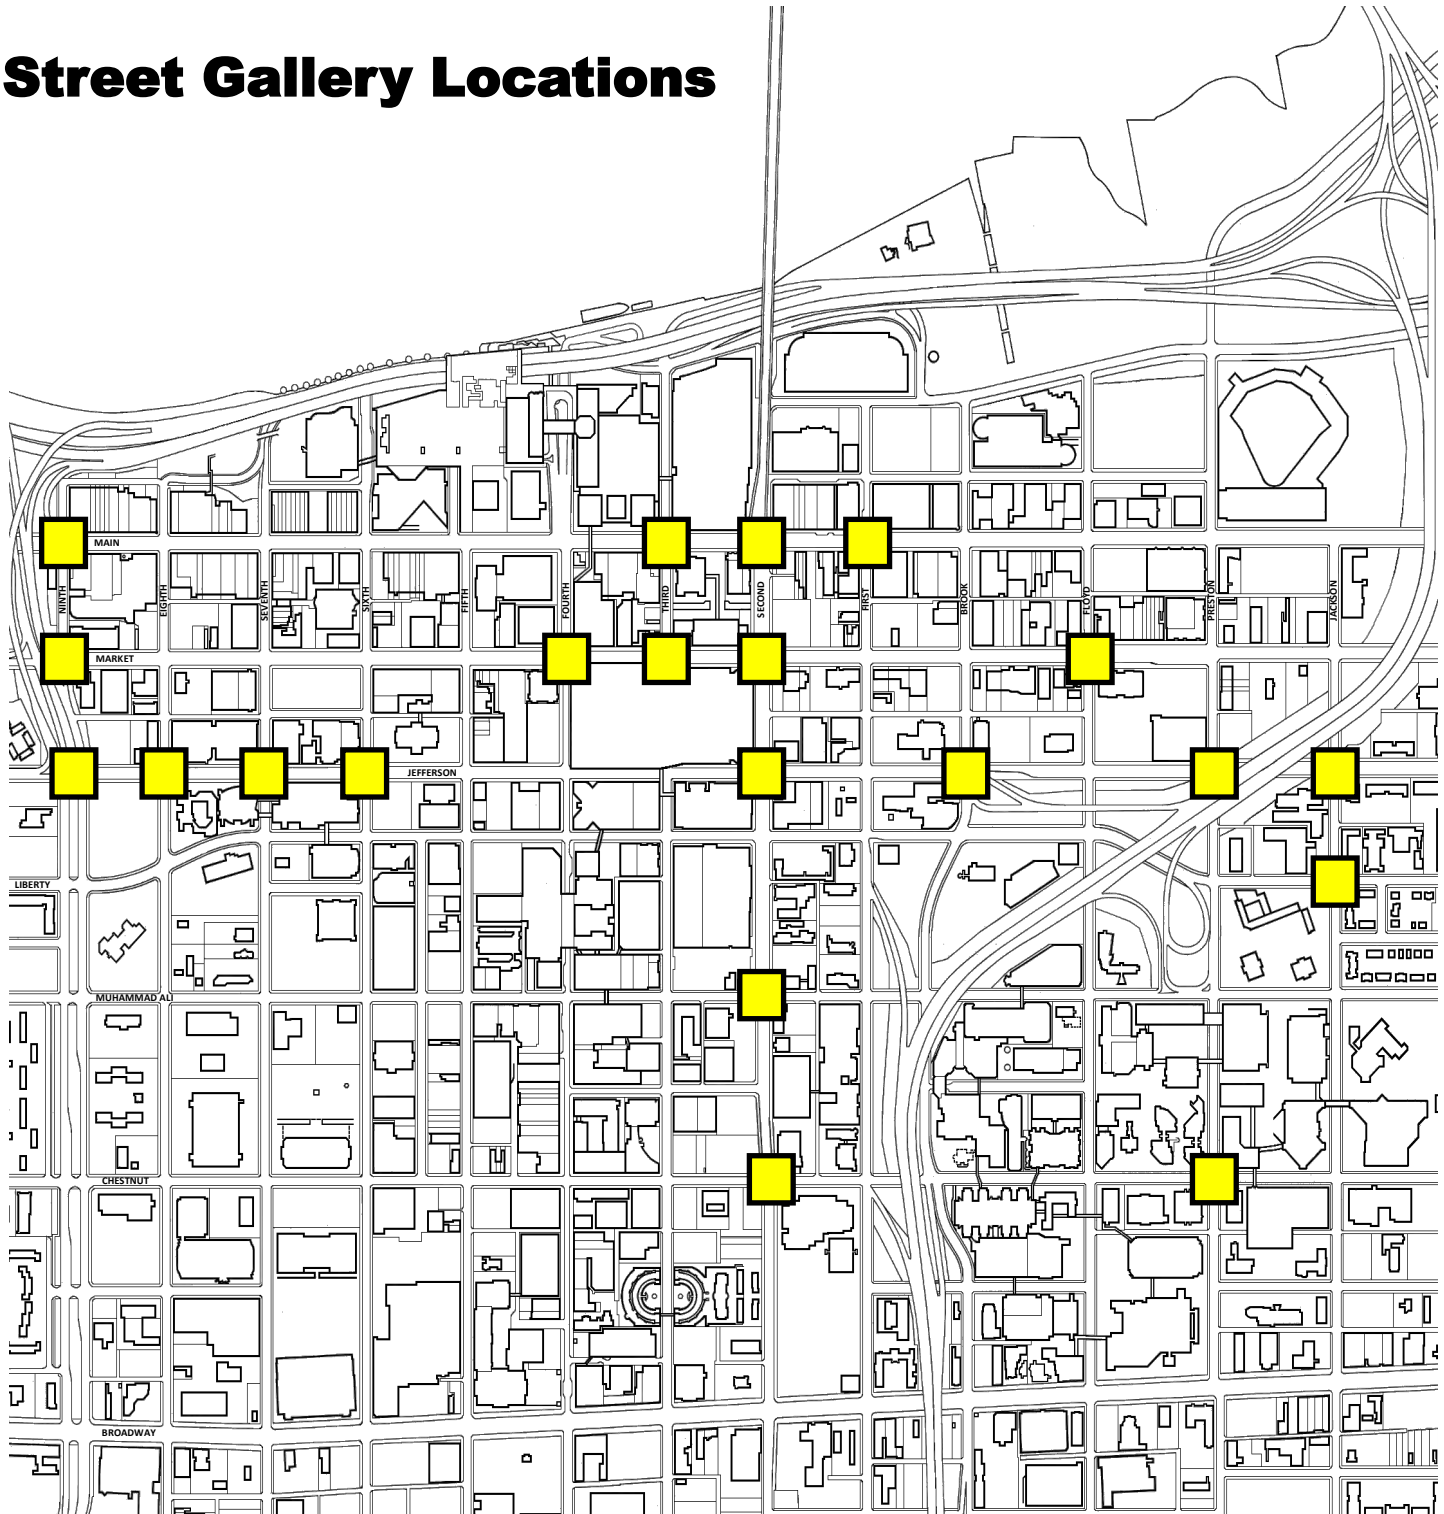 Street Gallery Locations
MAIN
NINTH
EIGHTH
SEVENTH
SIXTH
FIFTH
FOURTH
THIRD
SECOND
FIRST
BROOK
FLOYD
PRESTON
JACKSON
MARKET
JEFFERSON
LIBERTY
MUHAMMAD ALI
CHESTNUT
BROADWAY